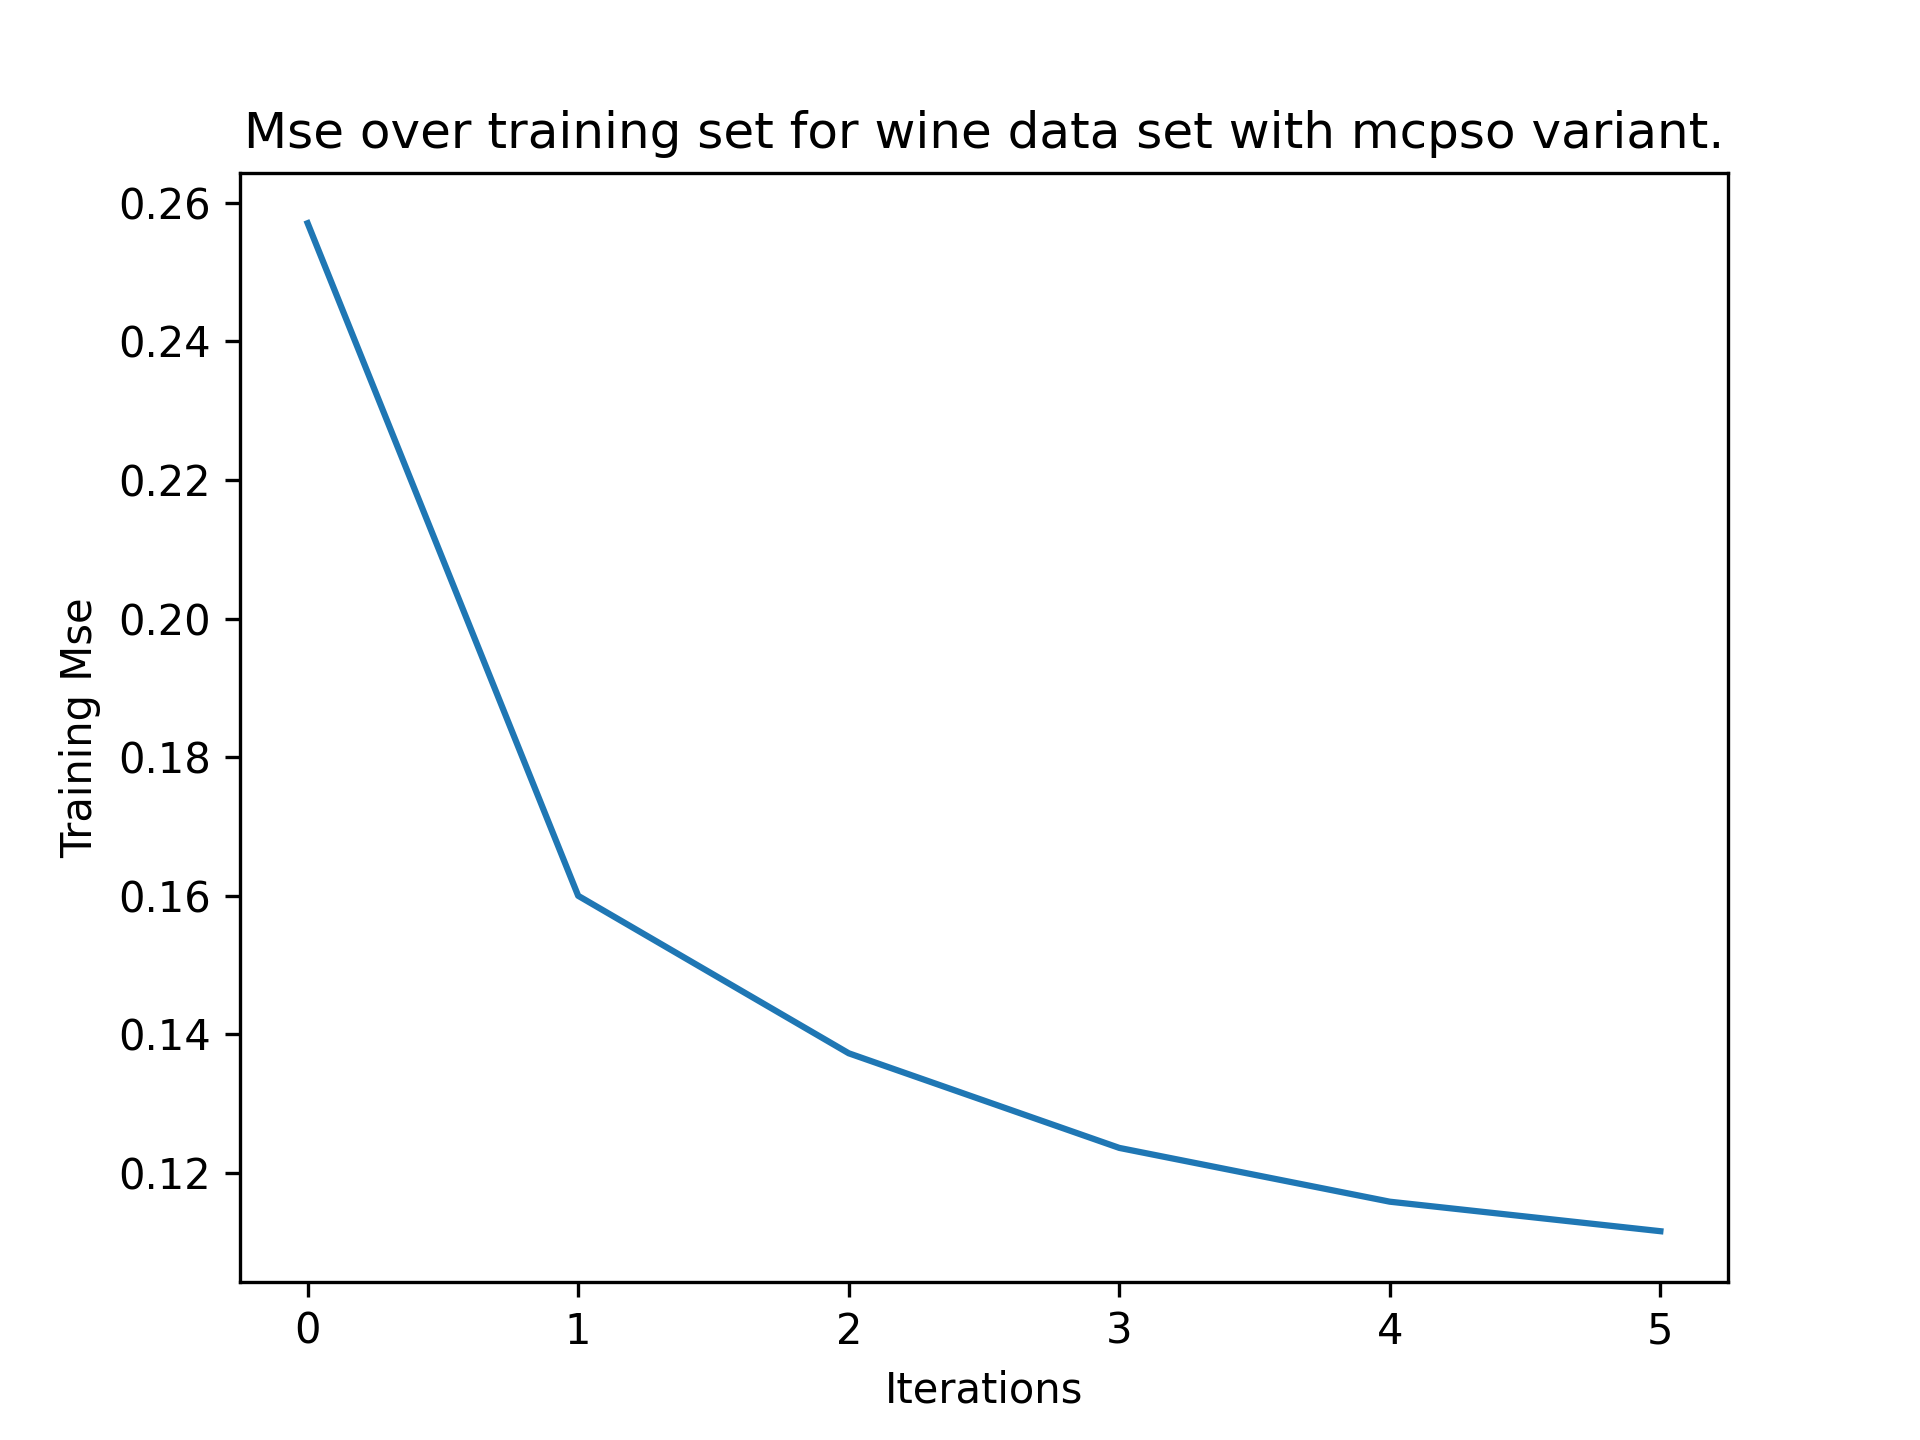 Mse over training set for wine data set with mcpso variant.
0.26
0.24
0.22
0.20
0.18
0.16
0.14
0.12
Training Mse
0 1 2 3 4 5
Iterations